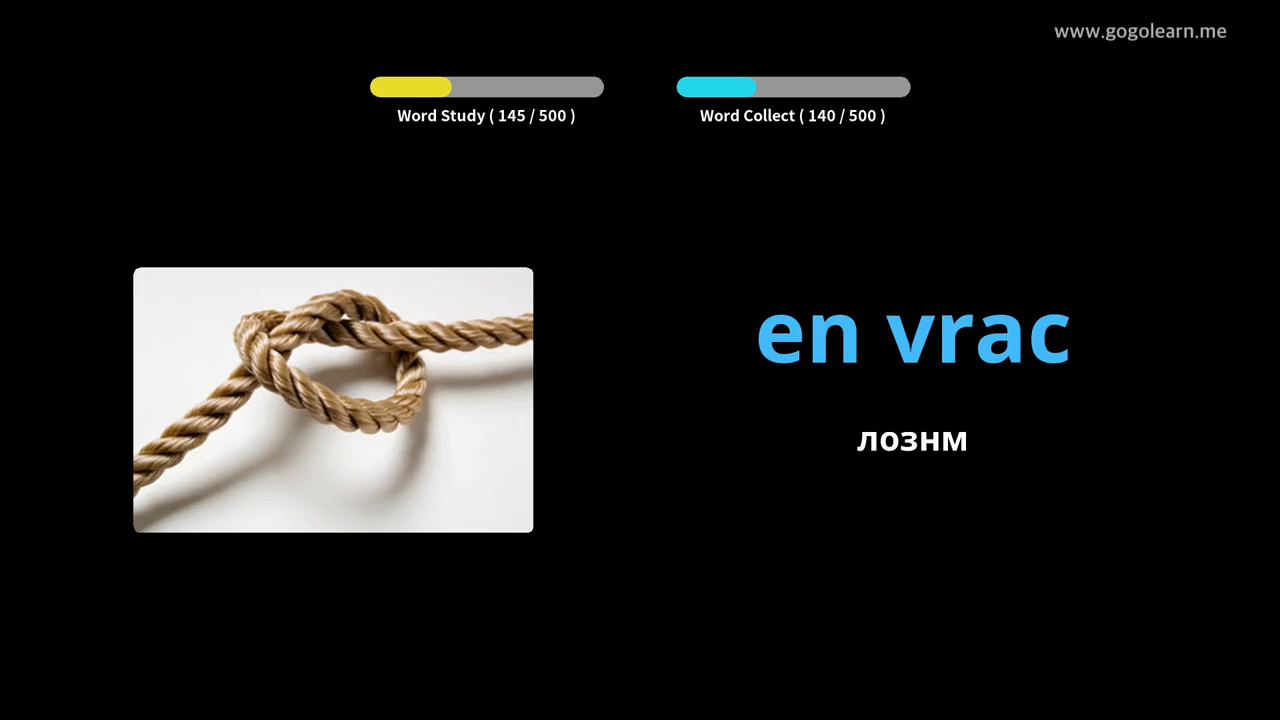 www.gogolearn.me
Word Study ( 145 / 500 )
Word Collect ( 140 / 500 )
en vrac
лознм